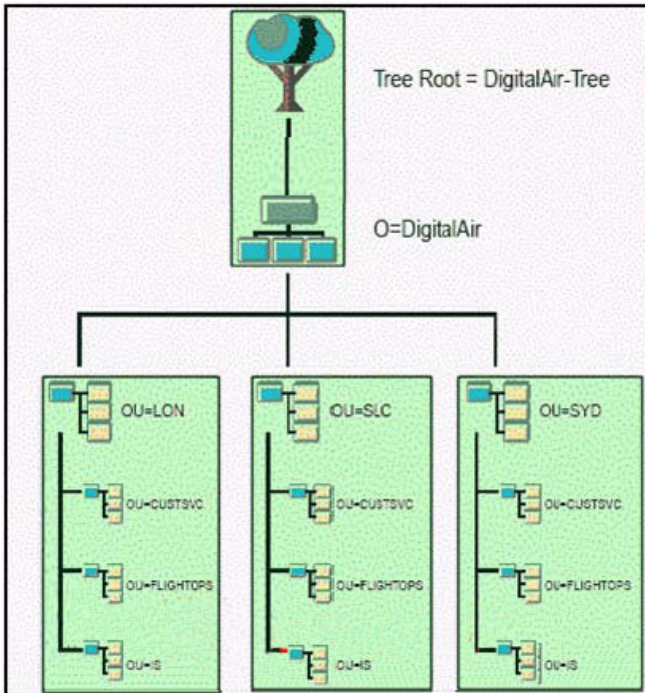 Tree Root = DigitalAir-Tree
O=DigitalAir
OU=LON
OU=SLC
OU=SYD
OU=CUSTSVC
OU=CUSTSVC
OU=CUSTSVC
OU=FLIGHTOPS
OU=FLIGHTOPS
OU=FLIGHTOPS
OU=IS
OU=IS
OU=IS